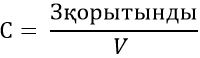 С = Зқорытынды / V